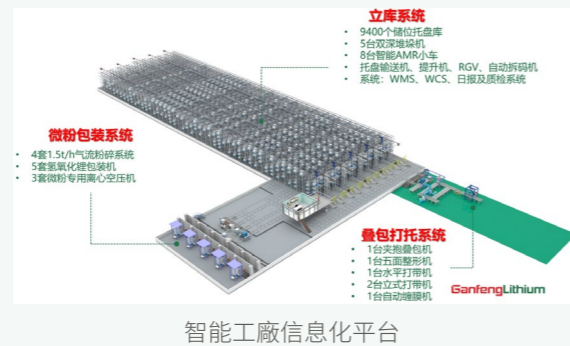 立库系统
• 9400个储位托盘库
• 5台双深堆垛机
• 8台智能AMR小车
• 托盘输送机、提升机、RGV、自动拆码机
• 系统：WMS、WCS、日报及质检系统
微粉包装系统
• 4套1.5t/h气流粉碎系统
• 5套氢氧化锂包装机
• 3套微粉专用离心空压机
叠包打托系统
• 1台夹抱叠包机
• 1台五面整形机
• 1台水平打带机
• 2台立式打带机
• 1台自动缠膜机
GanfengLithium
智能工廠信息化平台